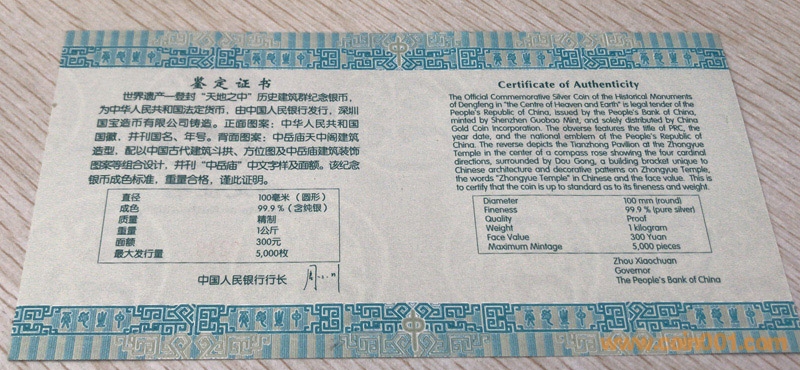 鉴定证书
世界遗产—登封“天地之中”历史建筑群纪念银币，
为中华人民共和国法定货币，由中国人民银行发行，深圳
国宝造币有限公司铸造。正面图案：中华人民共和国
国徽，并刊国名、年号。背面图案：中岳庙天中阁建筑
造型，配以中国古代建筑斗拱、方位图及中岳庙建筑装饰
图案等组合设计，并刊“中岳庙”中文字样及面额。该纪念
银币成色标准，重量合格，谨此证明。
直径 100毫米（圆形）
成色 99.9％（含纯银）
质量 精制
重量 1公斤
面额 300元
最大发行量 5,000枚
中国人民银行行长
Certificate of Authenticity
The Official Commemorative Silver Coin of the Historical Monuments
of Dengfeng in "the Centre of Heaven and Earth" is legal tender of the
People's Republic of China, issued by the People's Bank of China,
minted by Shenzhen Guobao Mint, and solely distributed by China
Gold Coin Incorporation. The obverse features the title of PRC, the
year date, and the national emblem of the People's Republic of
China. The reverse depicts the Tianzhong Pavilion at the Zhongyue
Temple in the center of a compass rose showing the four cardinal
directions, surrounded by Dou Gong, a building bracket unique to
Chinese architecture and decorative patterns on Zhongyue Temple,
the words "Zhongyue Temple" in Chinese and the face value. This is
to certify that the coin is up to standard as to its fineness and weight.
Diameter 100 mm (round)
Fineness 99.9 % (pure silver)
Quality Proof
Weight 1 kilogram
Face Value 300 Yuan
Maximum Mintage 5,000 pieces
Zhou Xiaochuan
Governor
The People's Bank of China
www.coin001.com